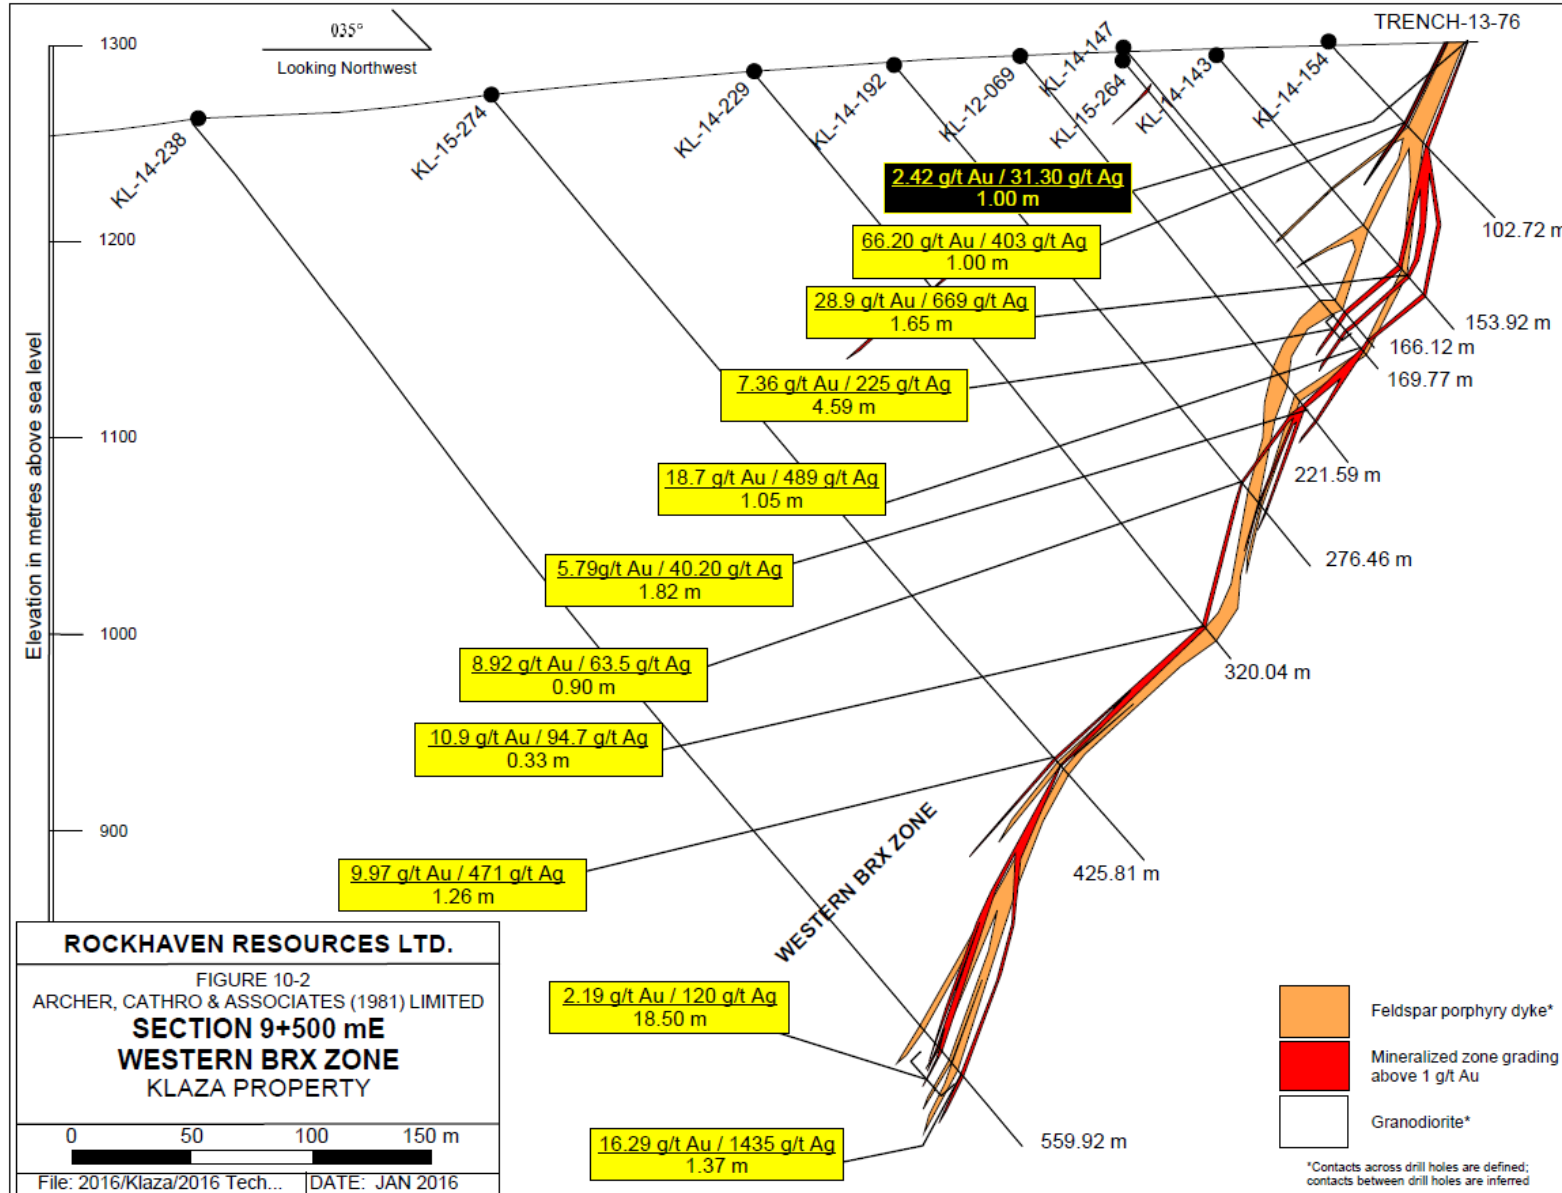 TRENCH-13-76
035°
Looking Northwest
1300
1200
1100
1000
900
Elevation in metres above sea level
KL-14-238
KL-15-274
KL-14-229
KL-14-192
KL-12-069
KL-14-147
KL-15-264
KL-14-143
KL-14-154
2.42 g/t Au / 31.30 g/t Ag
1.00 m
66.20 g/t Au / 403 g/t Ag
1.00 m
28.9 g/t Au / 669 g/t Ag
1.65 m
7.36 g/t Au / 225 g/t Ag
4.59 m
18.7 g/t Au / 489 g/t Ag
1.05 m
5.79g/t Au / 40.20 g/t Ag
1.82 m
8.92 g/t Au / 63.5 g/t Ag
0.90 m
10.9 g/t Au / 94.7 g/t Ag
0.33 m
9.97 g/t Au / 471 g/t Ag
1.26 m
2.19 g/t Au / 120 g/t Ag
18.50 m
16.29 g/t Au / 1435 g/t Ag
1.37 m
102.72 m
153.92 m
166.12 m
169.77 m
221.59 m
276.46 m
320.04 m
425.81 m
559.92 m
WESTERN BRX ZONE
ROCKHAVEN RESOURCES LTD.
FIGURE 10-2
ARCHER, CATHRO & ASSOCIATES (1981) LIMITED
SECTION 9+500 mE
WESTERN BRX ZONE
KLAZA PROPERTY
0 50 100 150 m
File: 2016/Klaza/2016 Tech... DATE: JAN 2016
Feldspar porphyry dyke*
Mineralized zone grading
above 1 g/t Au
Granodiorite*
*Contacts across drill holes are defined;
contacts between drill holes are inferred